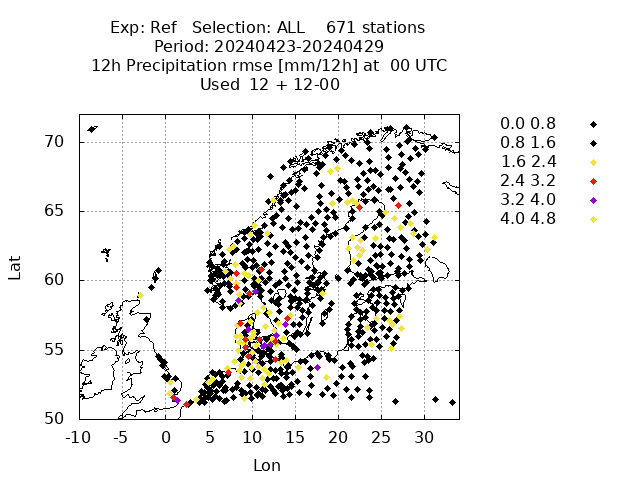 Exp: Ref Selection: ALL 671 stations
Period: 20240423-20240429
12h Precipitation rmse [mm/12h] at 00 UTC
Used 12 + 12-00
0.0 0.8
0.8 1.6
1.6 2.4
2.4 3.2
3.2 4.0
4.0 4.8
70
65
60
55
50
Lat
-10 -5 0 5 10 15 20 25 30
Lon